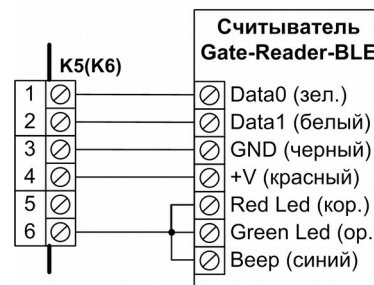 Считыватель
Gate-Reader-BLE
K5(K6)
1
Data0 (зел.)
2
Data1 (белый)
3
GND (черный)
4
+V (красный)
5
Red Led (кор.)
6
Green Led (ор.
Beep (синий)